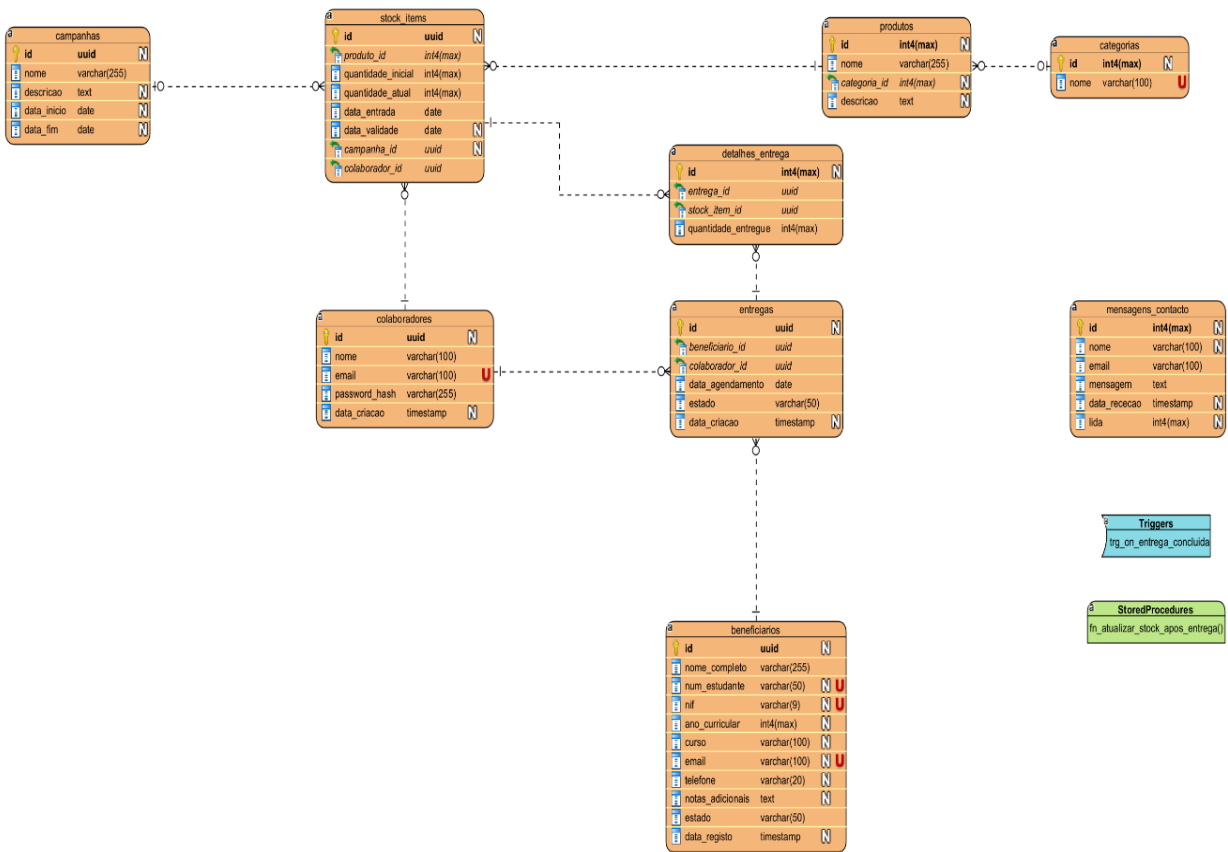 campanhas
id uuid N
nome varchar(255)
descricao text N
data_inicio date N
data_fim date N
stock_items
id uuid N
produto_id int4(max)
quantidade_inicial int4(max)
quantidade_atual int4(max)
data_entrada date
data_validade date N
campanha_id uuid N
colaborador_id uuid
produtos
id int4(max) N
nome varchar(255)
categoria_id int4(max) N
descricao text N
categorias
id int4(max) N
nome varchar(100) U
detalhes_entrega
id int4(max) N
entrega_id uuid
stock_item_id uuid
quantidade_entregue int4(max)
colaboradores
id uuid N
nome varchar(100)
email varchar(100) U
password_hash varchar(255)
data_criacao timestamp N
entregas
id uuid N
beneficiario_id uuid
colaborador_id uuid
data_agendamento date
estado varchar(50)
data_criacao timestamp N
mensagens_contacto
id int4(max) N
nome varchar(100) N
email varchar(100)
mensagem text
data_rececao timestamp N
lida int4(max) N
Triggers
trg_on_entrega_concluida
StoredProcedures
fn_atualizar_stock_apos_entrega()
beneficiarios
id uuid N
nome_completo varchar(255)
num_estudante varchar(50) N U
nif varchar(9) N U
ano_curricular int4(max) N
curso varchar(100) N
email varchar(100) N U
telefone varchar(20) N
notas_adicionais text N
estado varchar(50)
data_registo timestamp N